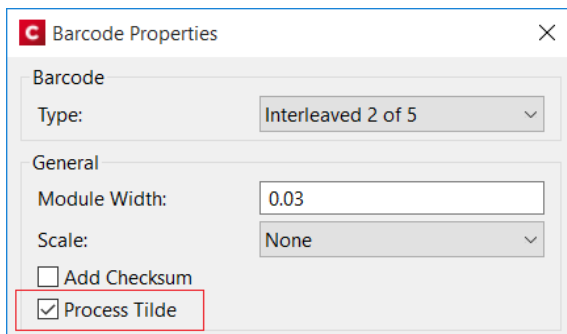 C Barcode Properties
Barcode
Type: Interleaved 2 of 5
General
Module Width: 0.03
Scale: None
Add Checksum
Process Tilde